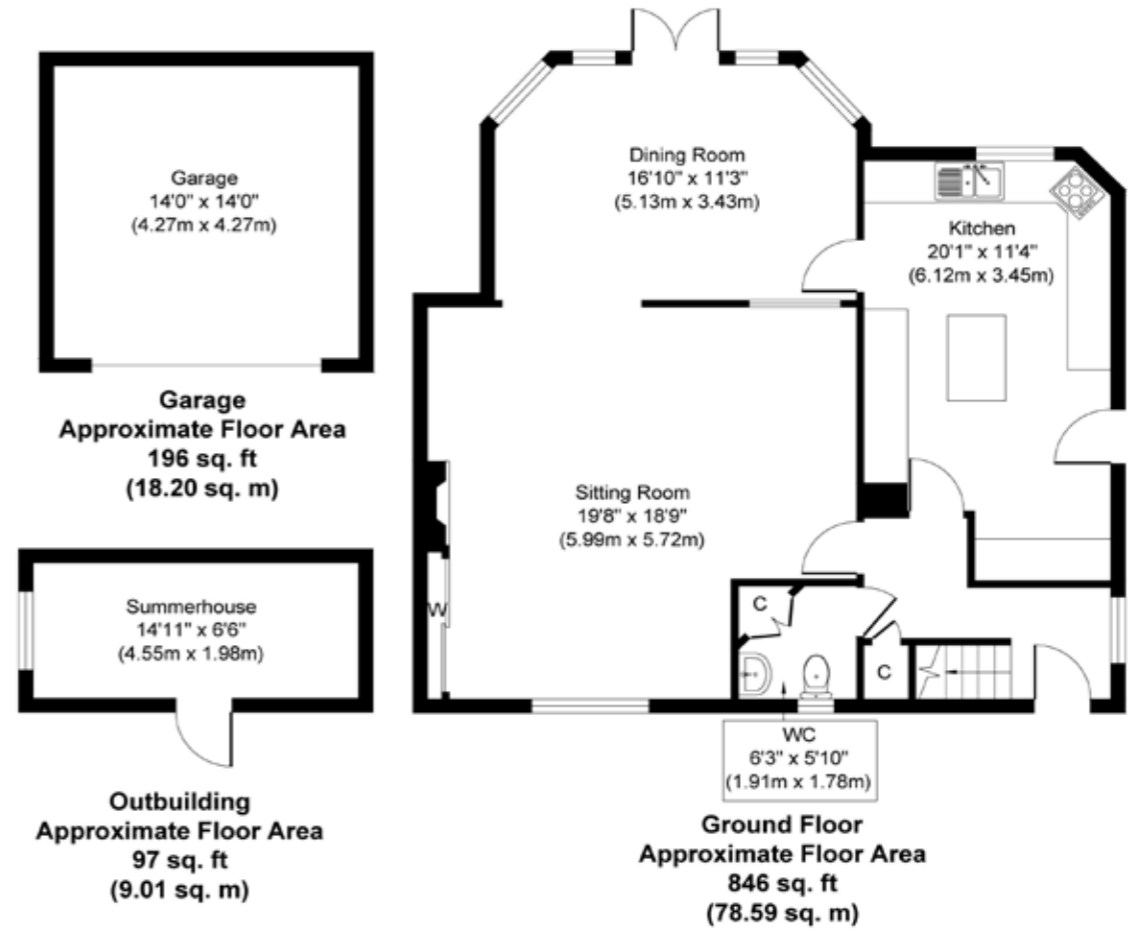 Garage
14'0" x 14'0"
(4.27m x 4.27m)
Garage
Approximate Floor Area
196 sq. ft
(18.20 sq. m)
Summerhouse
14'11" x 6'6"
(4.55m x 1.98m)
Outbuilding
Approximate Floor Area
97 sq. ft
(9.01 sq. m)
Dining Room
16'10" x 11'3"
(5.13m x 3.43m)
Kitchen
20'1" x 11'4"
(6.12m x 3.45m)
Sitting Room
19'8" x 18'9"
(5.99m x 5.72m)
W
C
C
WC
6'3" x 5'10"
(1.91m x 1.78m)
Ground Floor
Approximate Floor Area
846 sq. ft
(78.59 sq. m)